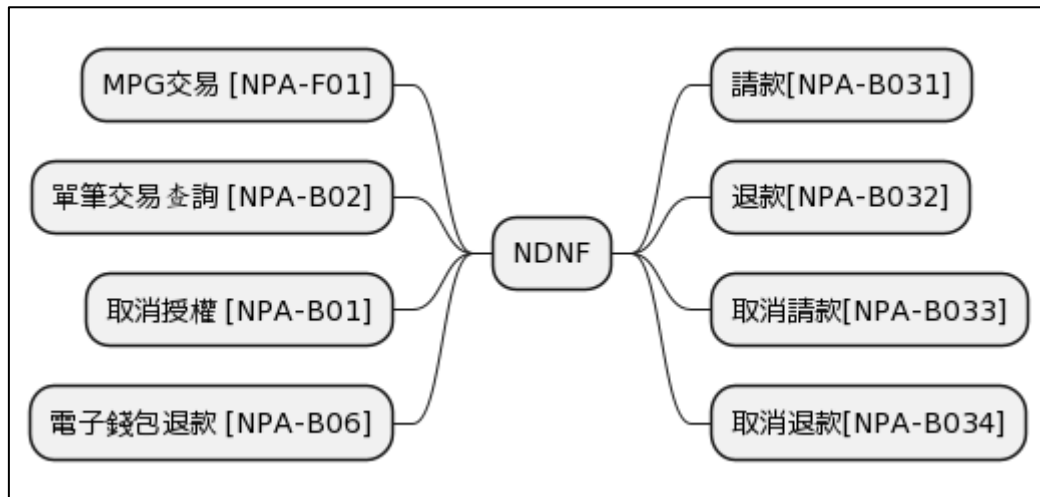 MPG交易 [NPA-F01]
單筆交易查詢 [NPA-B02]
取消授權 [NPA-B01]
電子錢包退款 [NPA-B06]
NDNF
請款[NPA-B031]
退款[NPA-B032]
取消請款[NPA-B033]
取消退款[NPA-B034]